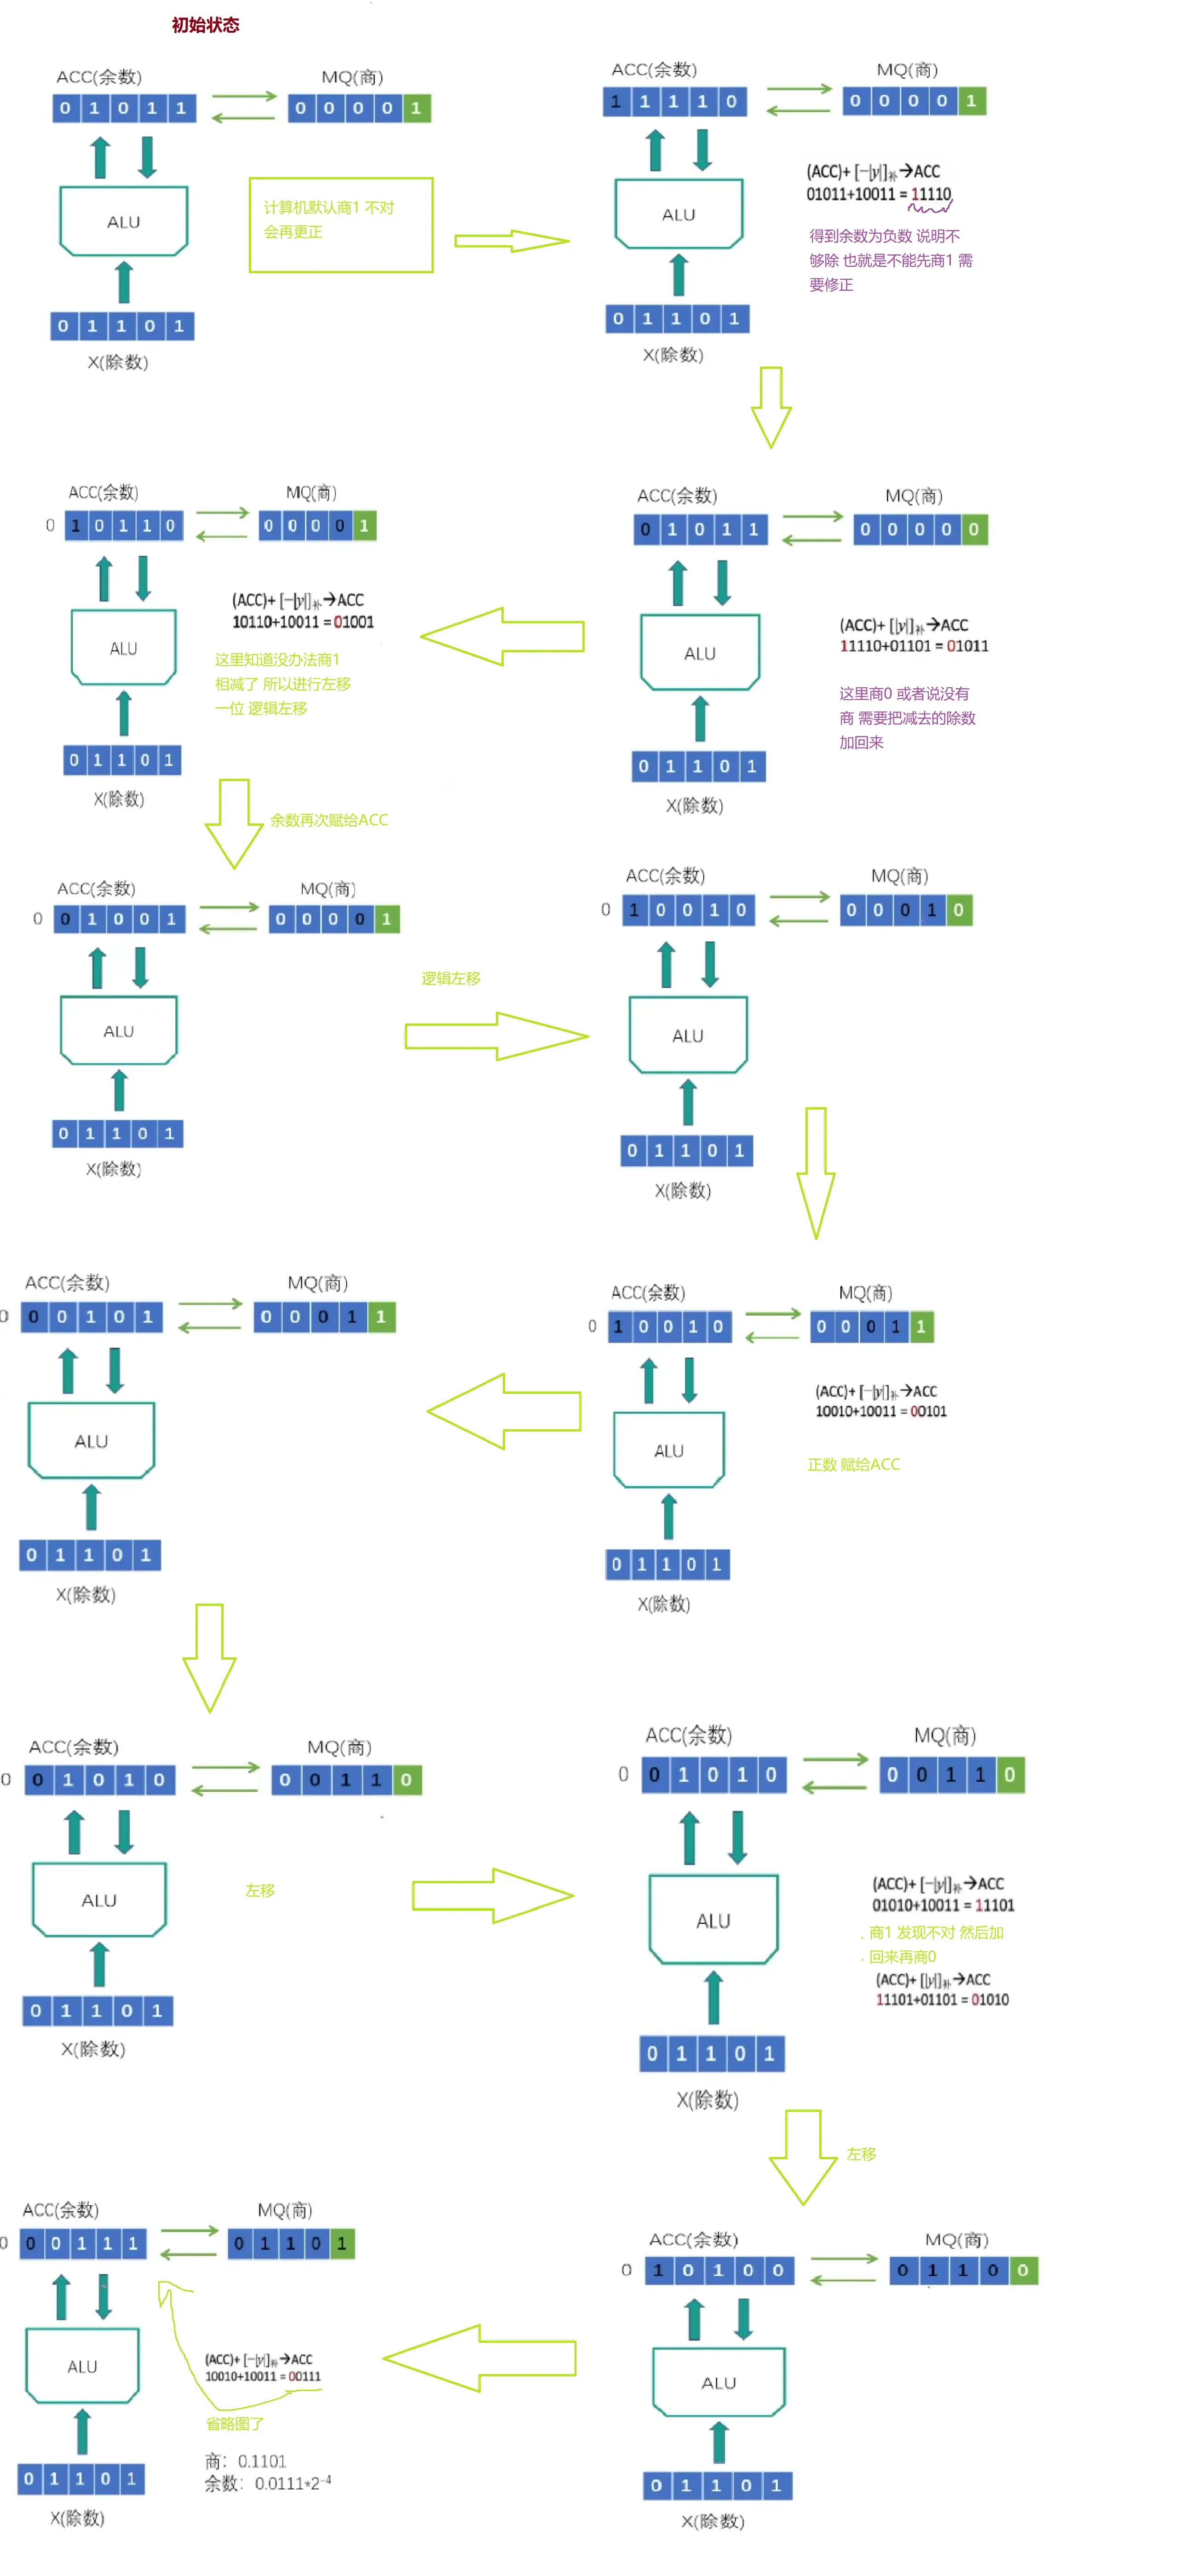 初始状态
ACC(余数) MQ(商)
0 1 0 1 1 0 0 0 0 1
ALU
计算机默认商1 不对
会再更正
0 1 1 0 1
X(除数)
ACC(余数) MQ(商)
1 1 1 1 0 0 0 0 0 1
(ACC)+ [−|y|]补→ACC
01011+10011 = 11110
ALU
得到余数为负数 说明不
够除 也就是不能先商1 需
要修正
0 1 1 0 1
X(除数)
ACC(余数) MQ(商)
0 1 0 1 1 0 0 0 0 0
(ACC)+ [|y|]补→ACC
11110+01101 = 01011
ALU
这里商0 或者说没有
商 需要把减去的除数
加回来
0 1 1 0 1
X(除数)
ACC(余数) MQ(商)
0 1 0 1 1 0 0 0 0 0 1
(ACC)+ [−|y|]补→ACC
10110+10011 = 01001
ALU
这里知道没办法商1
相减了 所以进行左移
一位 逻辑左移
0 1 1 0 1
X(除数)
余数再次赋给ACC
ACC(余数) MQ(商)
0 0 1 0 0 1 0 0 0 0 1
逻辑左移
ALU
0 1 1 0 1
X(除数)
ACC(余数) MQ(商)
0 1 0 0 1 0 0 0 0 1 0
ALU
0 1 1 0 1
X(除数)
ACC(余数) MQ(商)
0 1 0 0 1 0 0 0 0 1 1
(ACC)+ [−|y|]补→ACC
10010+10011 = 00101
ALU
正数 赋给ACC
0 1 1 0 1
X(除数)
ACC(余数) MQ(商)
0 0 0 1 0 1 0 0 0 1 1
ALU
0 1 1 0 1
X(除数)
ACC(余数) MQ(商)
0 0 1 0 1 0 0 0 1 1 0
ALU
左移
0 1 1 0 1
X(除数)
ACC(余数) MQ(商)
0 0 1 0 1 0 0 0 1 1 0
(ACC)+ [−|y|]补→ACC
01010+10011 = 11101
ALU
商1 发现不对 然后加
回来再商0
(ACC)+ [|y|]补→ACC
11101+01101 = 01010
0 1 1 0 1
X(除数)
左移
ACC(余数) MQ(商)
0 1 0 1 0 0 0 1 1 0 0
ALU
0 1 1 0 1
X(除数)
ACC(余数) MQ(商)
0 0 0 1 1 1 0 1 1 0 1
(ACC)+ [−|y|]补→ACC
10010+10011 = 00111
ALU
省略图了
商：0.1101
余数：0.0111*2⁻⁴
0 1 1 0 1
X(除数)